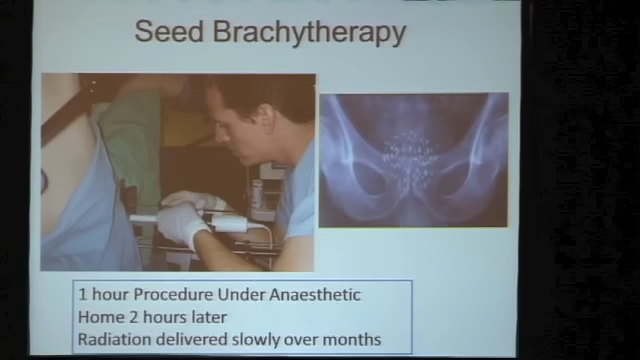 Seed Brachytherapy
1 hour Procedure Under Anaesthetic
Home 2 hours later
Radiation delivered slowly over months